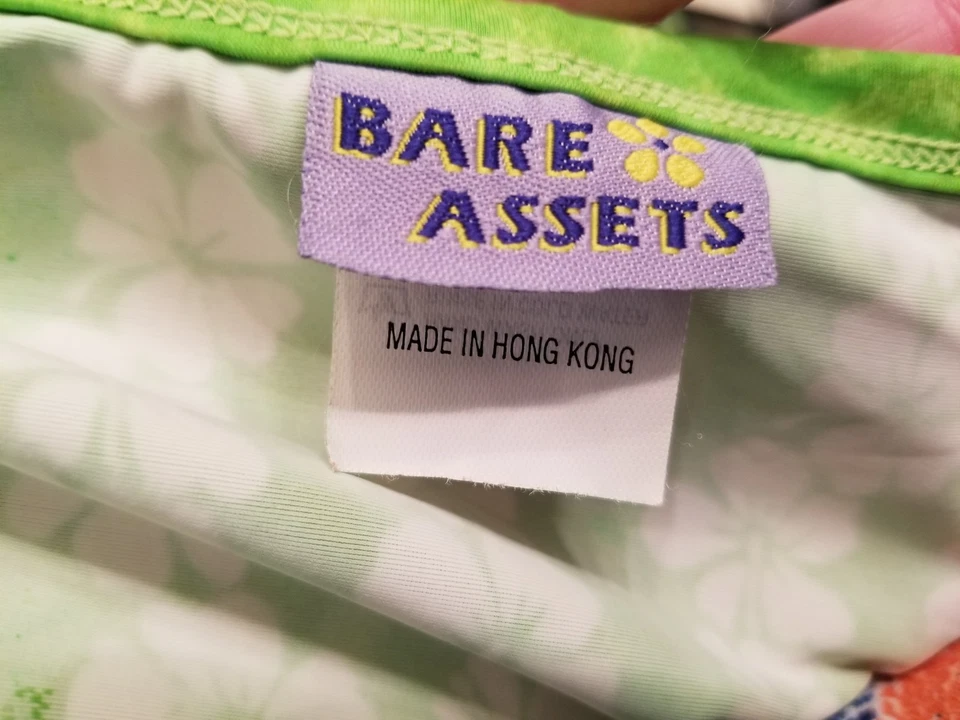 BARE
ASSETS
MADE IN HONG KONG